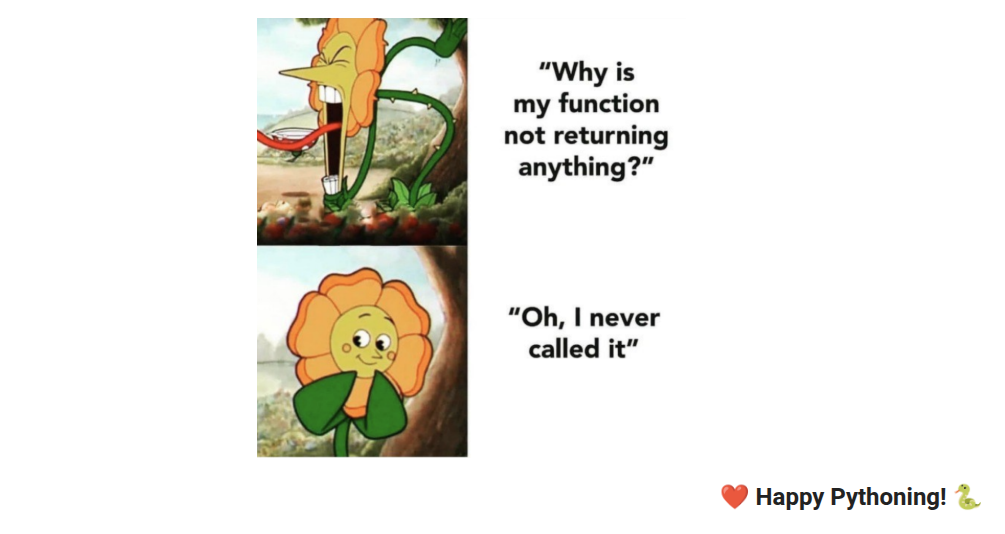 “Why is
my function
not returning
anything?”
“Oh, I never
called it”
❤️ Happy Pythoning! 🐍